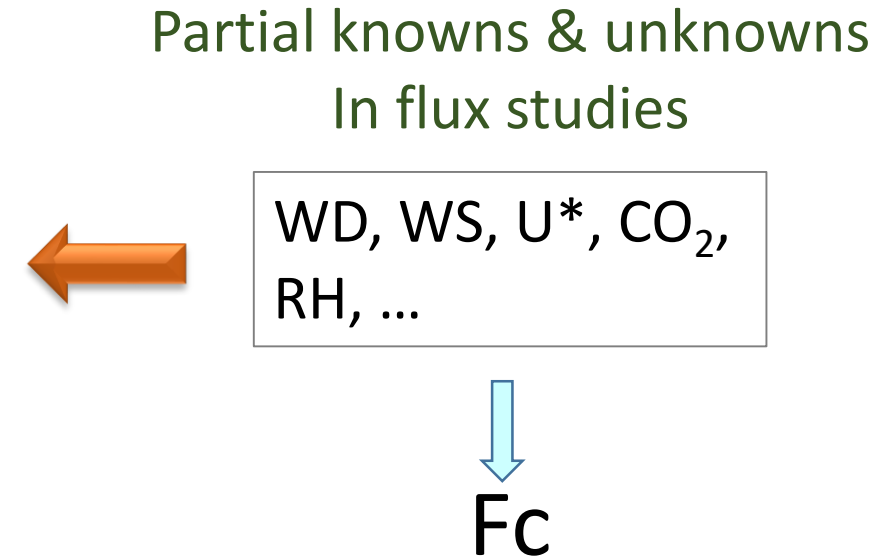 Partial knowns & unknowns
In flux studies
WD, WS, U*, CO₂,
RH, ...
Fc